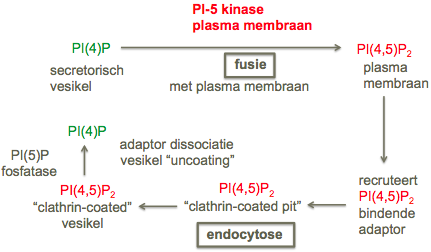 PI-5 kinase
plasma membraan
PI(4)P
PI(4,5)P2
secretorisch
vesikel
fusie
met plasma membraan
plasma
membraan
PI(4)P
PI(5)P
fosfatase
adaptor dissociatie
vesikel "uncoating"
PI(4,5)P2
"clathrin-coated"
vesikel
PI(4,5)P2
"clathrin-coated pit"
endocytose
recruteert
PI(4,5)P2
bindende
adaptor